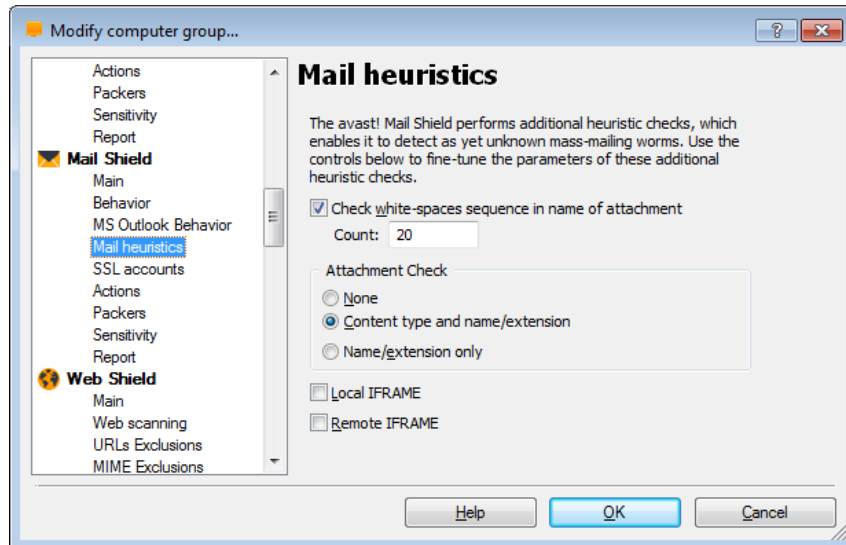 Modify computer group...
Actions
Packers
Sensitivity
Report
Mail Shield
Main
Behavior
MS Outlook Behavior
Mail heuristics
SSL accounts
Actions
Packers
Sensitivity
Report
Web Shield
Main
Web scanning
URLs Exclusions
MIME Exclusions
Mail heuristics
The avast! Mail Shield performs additional heuristic checks, which
enables it to detect as yet unknown mass-mailing worms. Use the
controls below to fine-tune the parameters of these additional
heuristic checks.
Check white-spaces sequence in name of attachment
Count: 20
Attachment Check
None
Content type and name/extension
Name/extension only
Local IFRAME
Remote IFRAME
Help OK Cancel